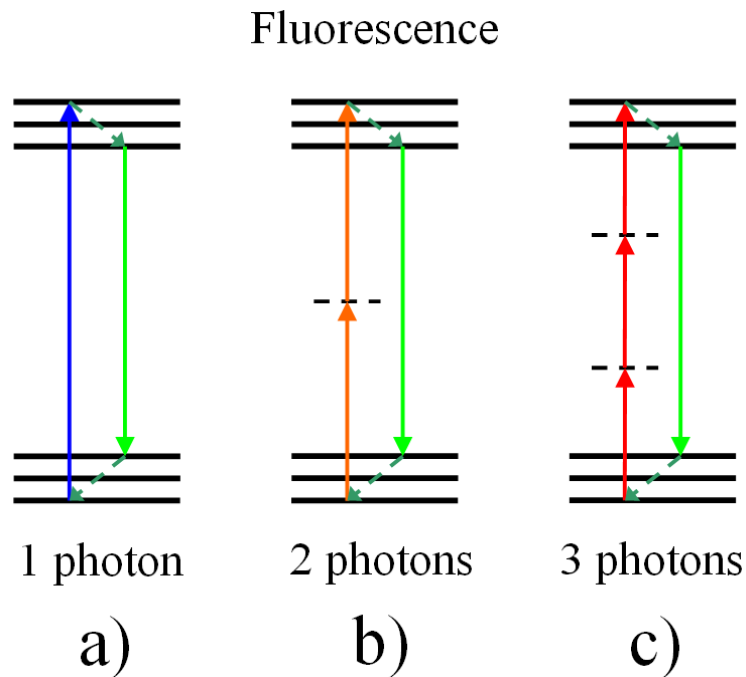 Fluorescence
1 photon
2 photons
3 photons
a)
b)
c)